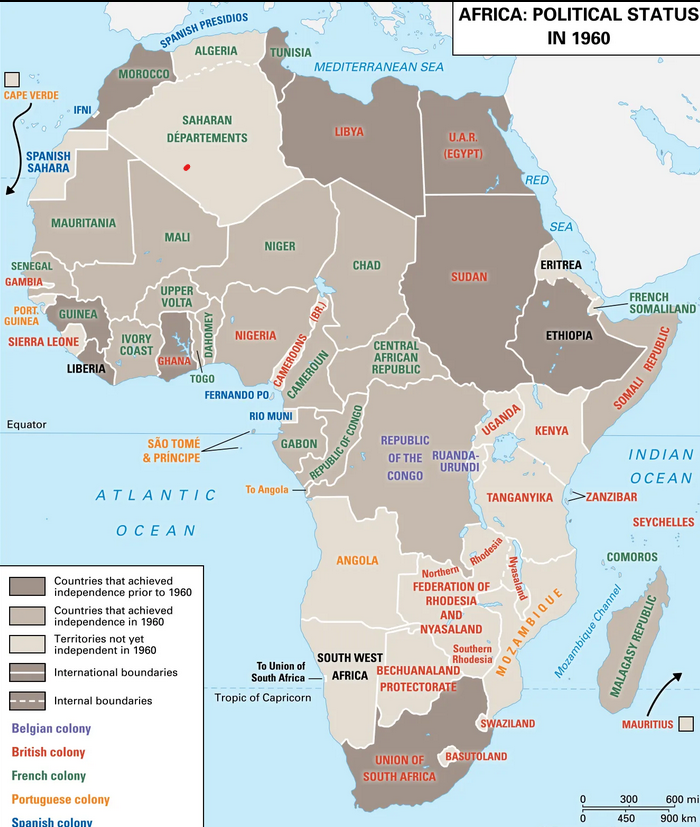 AFRICA: POLITICAL STATUS
IN 1960
SPANISH PRESIDIOS
ALGERIA
TUNISIA
MOROCCO
MEDITERRANEAN SEA
CAPE VERDE
IFNI
SAHARAN
DÉPARTEMENTS
LIBYA
U.A.R.
(EGYPT)
SPANISH
SAHARA
RED
SEA
MAURITANIA
MALI
NIGER
CHAD
SUDAN
ERITREA
SENEGAL
GAMBIA
PORT.
GUINEA
GUINEA
UPPER
VOLTA
FRENCH
SOMALILAND
SIERRA LEONE
IVORY
COAST
GHANA
DAHOMEY
NIGERIA
CAMEROONS (BR.)
CAMEROUN
CENTRAL
AFRICAN
REPUBLIC
ETHIOPIA
SOMALI REPUBLIC
LIBERIA
TOGO
FERNANDO PO
RIO MUNI
Equator
SÃO TOMÉ
& PRÍNCIPE
GABON
REPUBLIC OF CONGO
REPUBLIC
OF THE
CONGO
RUANDA-
URUNDI
UGANDA
KENYA
INDIAN
OCEAN
To Angola
TANGANYIKA
ZANZIBAR
ATLANTIC
OCEAN
SEYCHELLES
COMOROS
ANGOLA
Northern
Rhodesia
Nyasaland
FEDERATION OF
RHODESIA
AND
NYASALAND
Southern
Rhodesia
MOZAMBIQUE
Mozambique Channel
MALAGASY REPUBLIC
SOUTH WEST
AFRICA
BECHUANALAND
PROTECTORATE
To Union of
South Africa
Tropic of Capricorn
MAURITIUS
SWAZILAND
BASUTOLAND
UNION OF
SOUTH AFRICA
Countries that achieved
independence prior to 1960
Countries that achieved
independence in 1960
Territories not yet
independent in 1960
International boundaries
Internal boundaries
Belgian colony
British colony
French colony
Portuguese colony
Spanish colony
0 300 600 mi
0 450 900 km